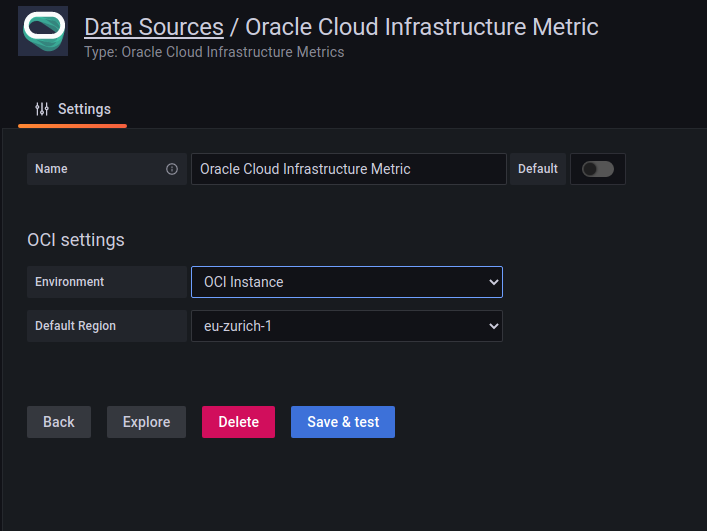 Data Sources / Oracle Cloud Infrastructure Metric
Type: Oracle Cloud Infrastructure Metrics
Settings
Name Oracle Cloud Infrastructure Metric Default
OCI settings
Environment OCI Instance
Default Region eu-zurich-1
Back Explore Delete Save & test